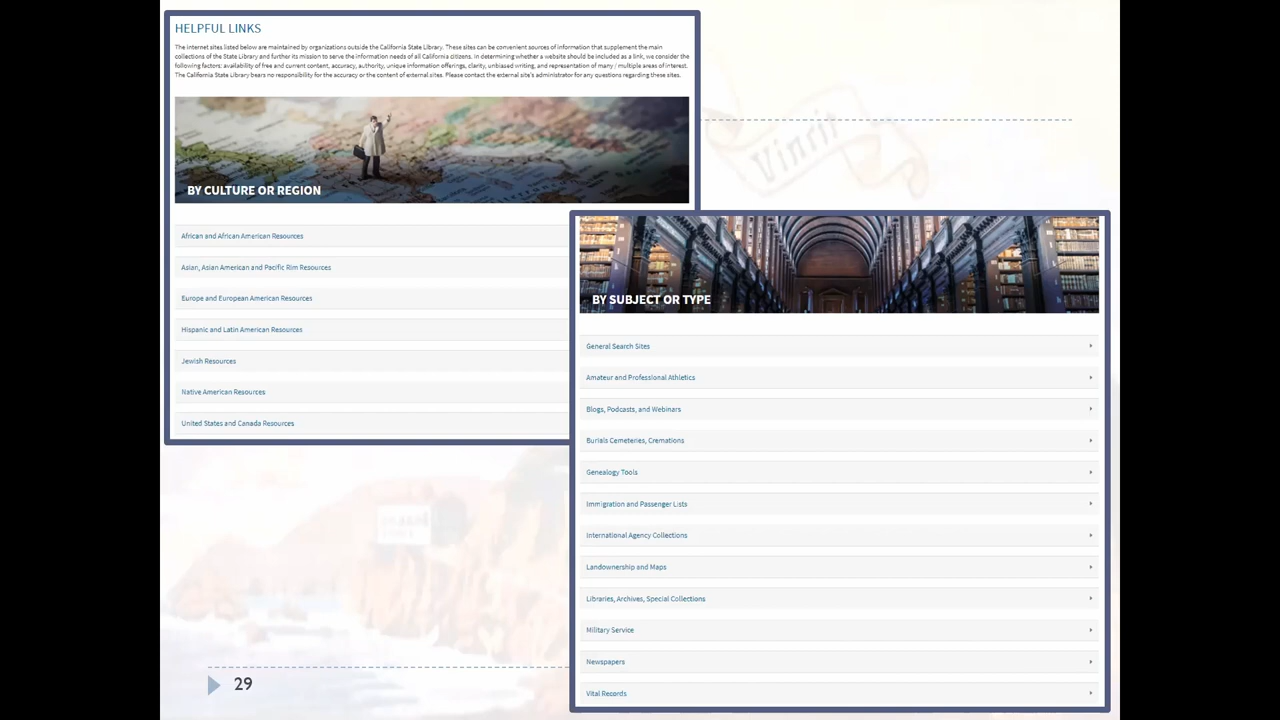 HELPFUL LINKS
The internet sites listed below are maintained by organizations outside the California State Library. These sites can be convenient sources of information that supplement the main
collections of the State Library and further its mission to serve the information needs of all California citizens. In determining whether a website should be included as a link, we consider the
following factors: availability of free and current content, accuracy, authority, unique information offerings, clarity, unbiased writing, and representation of many / multiple areas of interest.
The California State Library bears no responsibility for the accuracy or the content of external sites. Please contact the external site's administrator for any questions regarding these sites.
BY CULTURE OR REGION
African and African American Resources
Asian, Asian American and Pacific Rim Resources
Europe and European American Resources
Hispanic and Latin American Resources
Jewish Resources
Native American Resources
United States and Canada Resources
Vinrit
BY SUBJECT OR TYPE
General Search Sites
Amateur and Professional Athletics
Blogs, Podcasts, and Webinars
Burials Cemeteries, Cremations
Genealogy Tools
Immigration and Passenger Lists
International Agency Collections
Landownership and Maps
Libraries, Archives, Special Collections
Military Service
Newspapers
Vital Records
29